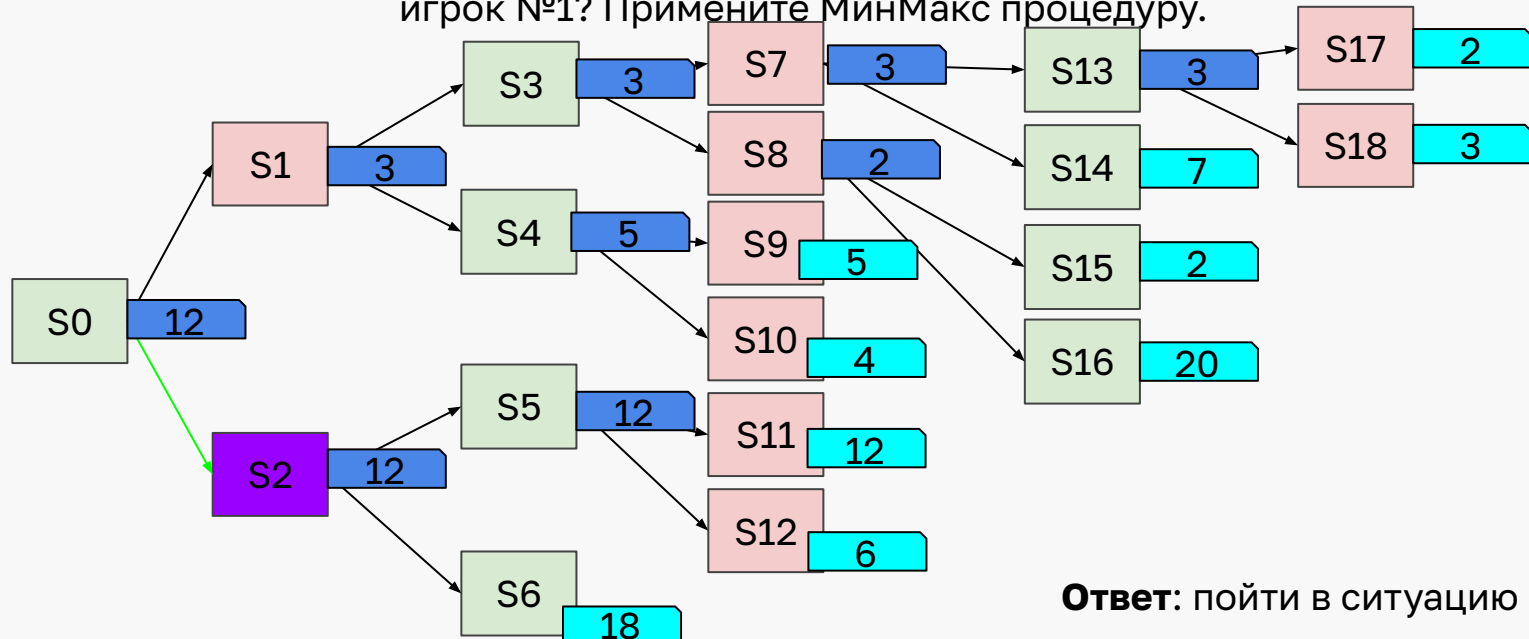 игрок №1? Примените МинМакс процедуру.
S0
12
S1
3
S2
12
S3
3
S4
5
S5
12
S6
18
S7
3
S8
2
S9
5
S10
4
S11
12
S12
6
S13
3
S14
7
S15
2
S16
20
S17
2
S18
3
Ответ: пойти в ситуацию